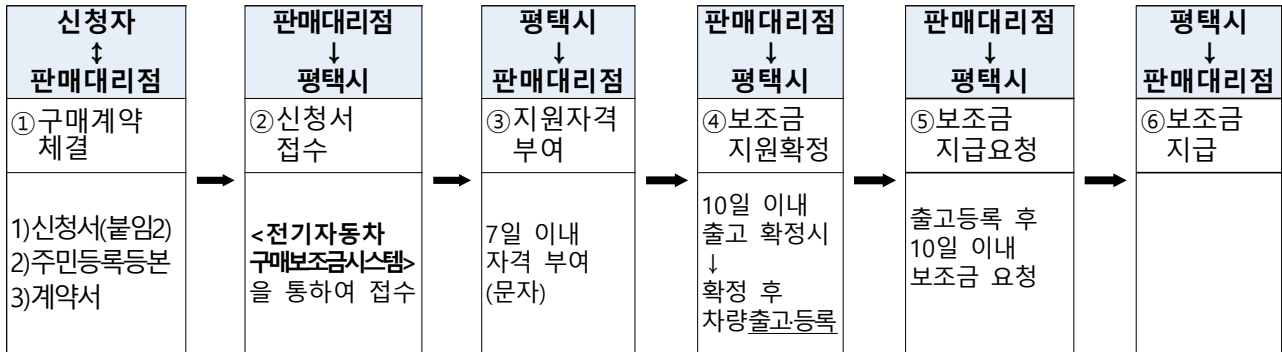 신청자
↕
판매대리점
①구매계약
체결
1)신청서(붙임2)
2)주민등록등본
3)계약서
판매대리점
↓
평택시
②신청서
접수
<전기자동차
구매보조금시스템>
을 통하여 접수
평택시
↓
판매대리점
③지원자격
부여
7일 이내
자격 부여
(문자)
판매대리점
↓
평택시
④보조금
지원확정
10일 이내
출고 확정시
↓
확정 후
차량출고·등록
판매대리점
↓
평택시
⑤보조금
지급요청
출고등록 후
10일 이내
보조금 요청
평택시
↓
판매대리점
⑥보조금
지급